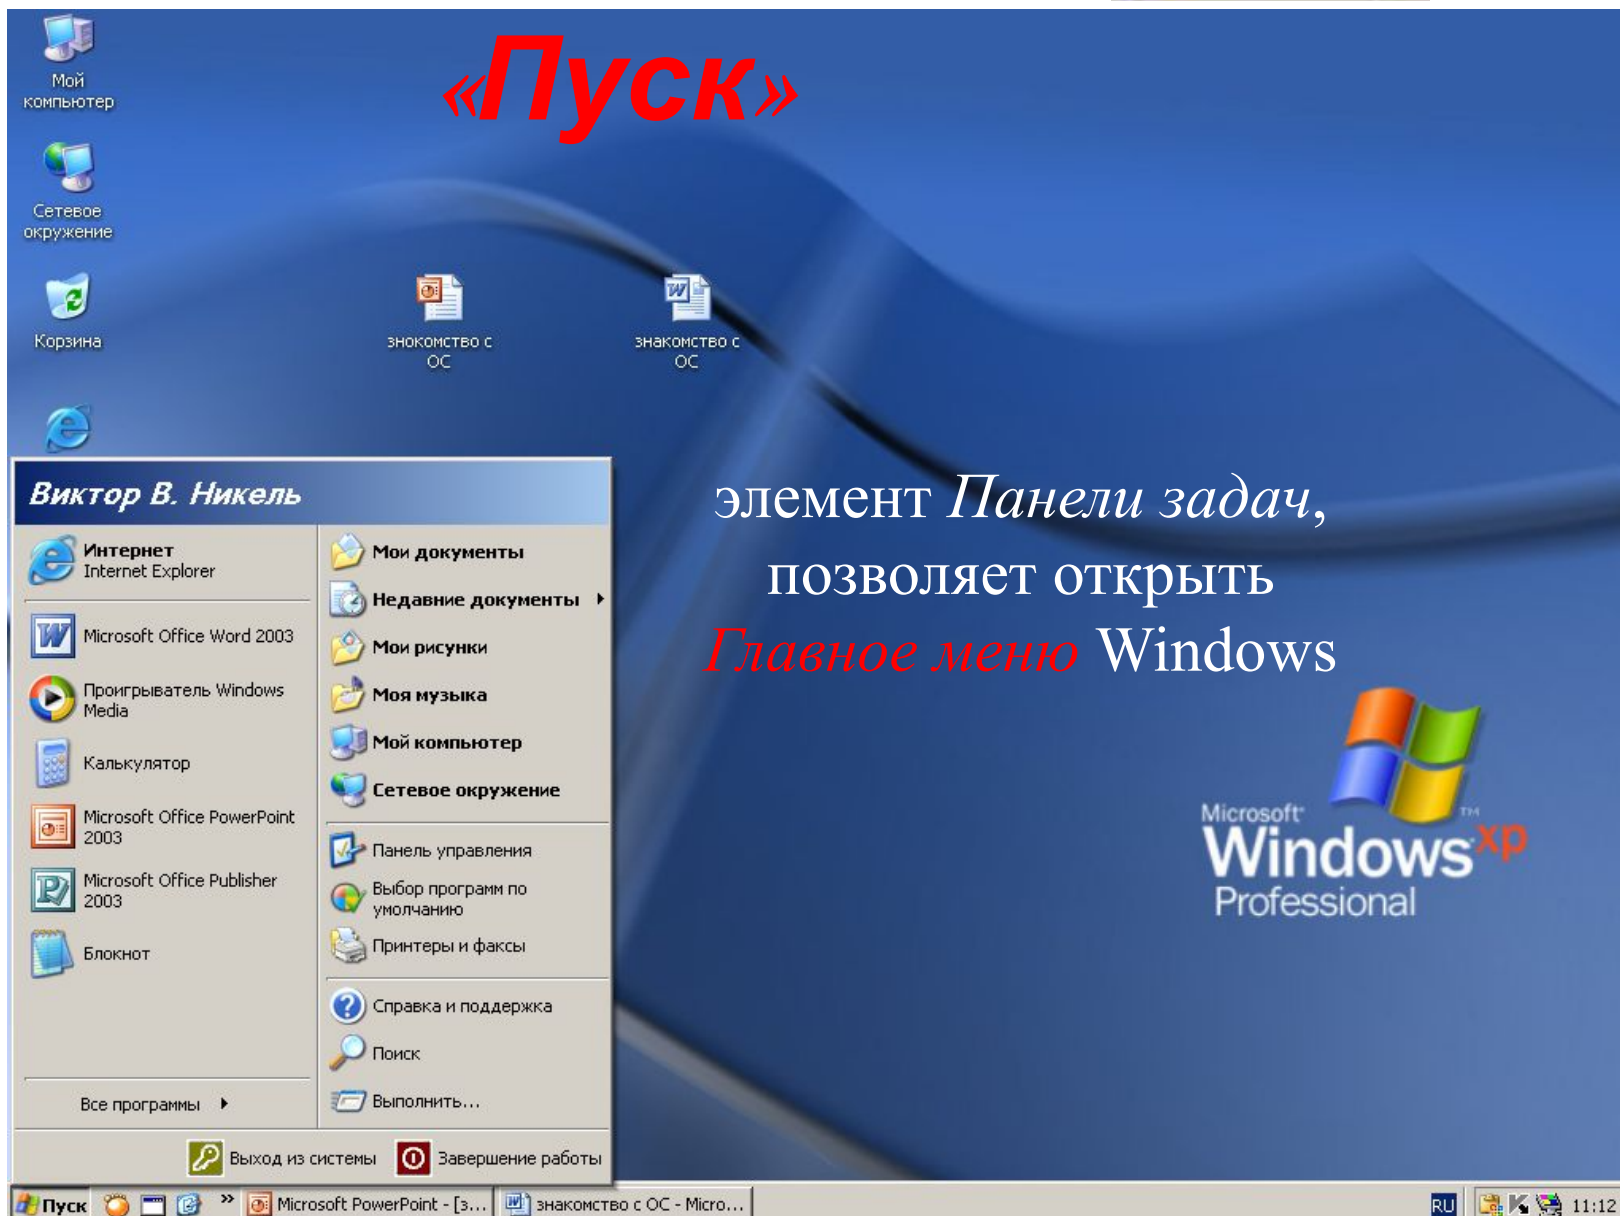 «Пуск»
Мой
компьютер
Сетевое
окружение
Корзина
знокомство с
ОС
знакомство с
ОС
элемент Панели задач,
позволяет открыть
Главное меню Windows
Microsoft
Windows xp
TM
Professional
Виктор В. Никель
Интернет
Internet Explorer
Microsoft Office Word 2003
Проигрыватель Windows
Media
Калькулятор
Microsoft Office PowerPoint
2003
Microsoft Office Publisher
2003
Блокнот
Все программы
Мои документы
Недавние документы
Мои рисунки
Моя музыка
Мой компьютер
Сетевое окружение
Панель управления
Выбор программ по
умолчанию
Принтеры и факсы
Справка и поддержка
Поиск
Выполнить...
Выход из системы
Завершение работы
Пуск
»
Microsoft PowerPoint - [з...
знакомство с ОС - Micro...
RU
11:12